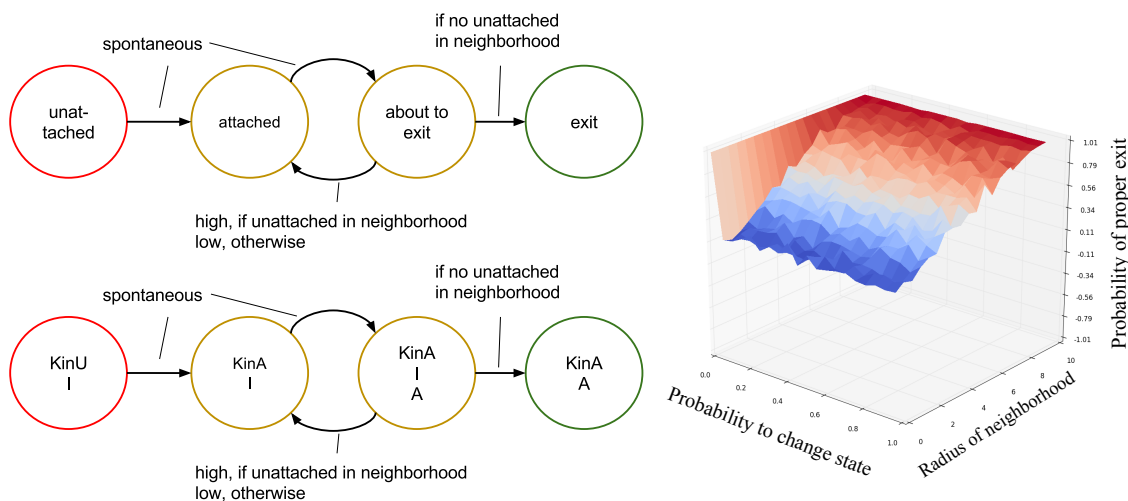 if no unattached
in neighborhood
spontaneous
unat-
tached
attached
about to
exit
exit
high, if unattached in neighborhood
low, otherwise
if no unattached
in neighborhood
spontaneous
KinU
I
KinA
I
KinA
I
A
KinA
A
high, if unattached in neighborhood
low, otherwise
1.01
0.79
0.56
0.34
0.11
-0.11
-0.34
-0.56
-0.79
-1.01
Probability of proper exit
0.0
0.2
0.4
0.6
0.8
1.0
Probability to change state
0
2
4
6
8
10
Radius of neighborhood